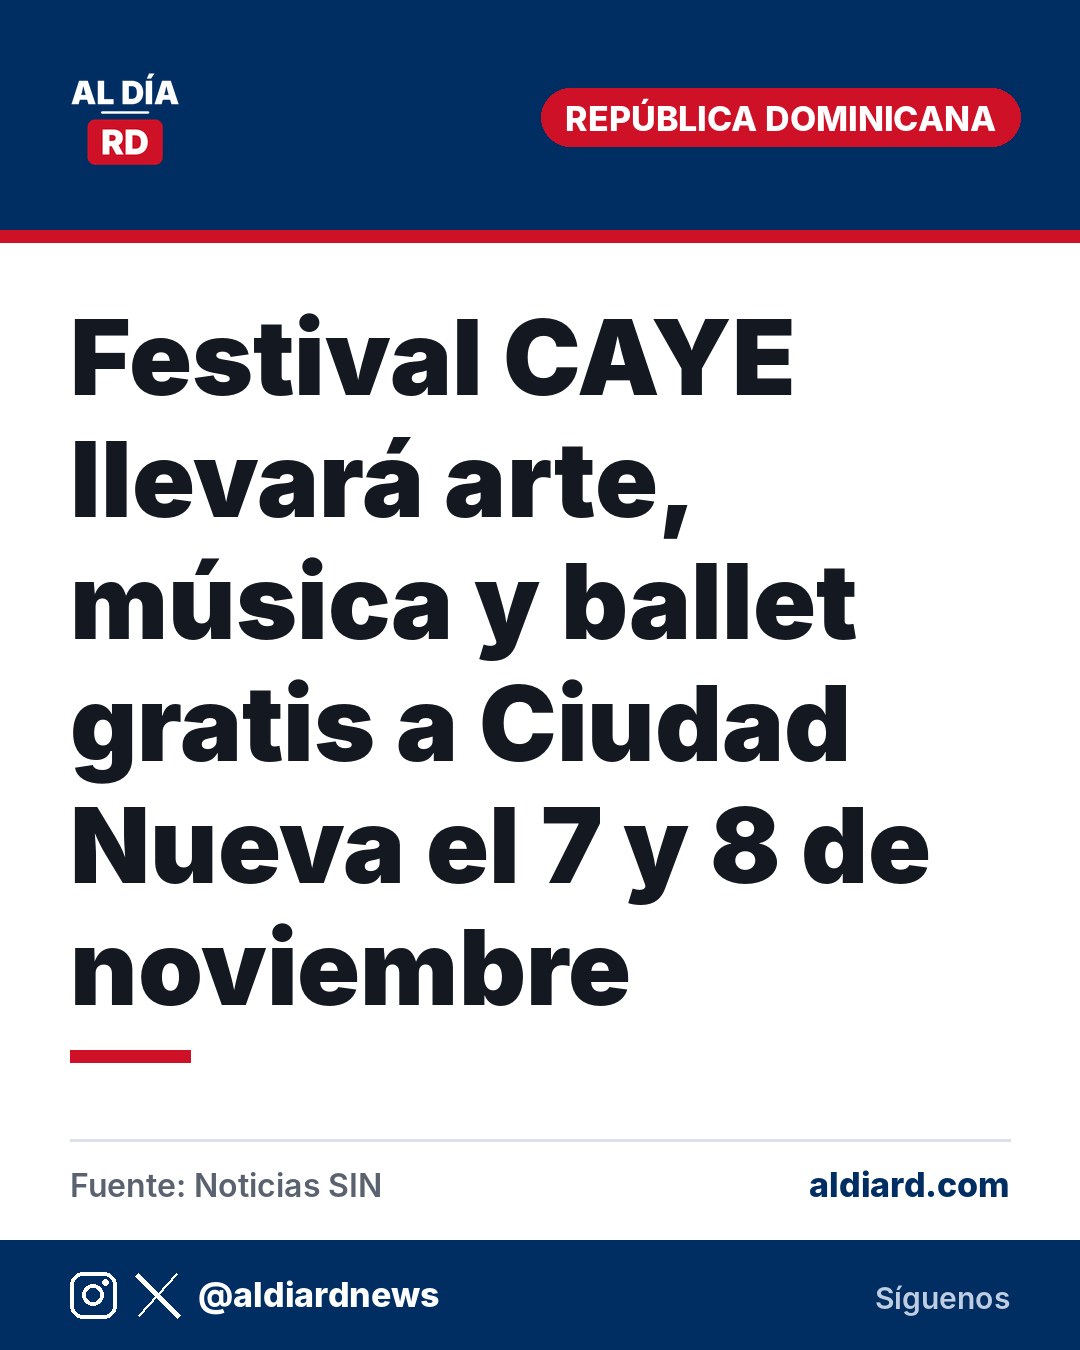 AL DÍA
RD
REPÚBLICA DOMINICANA
Festival CAYE
llevará arte,
música y ballet
gratis a Ciudad
Nueva el 7 y 8 de
noviembre
Fuente: Noticias SIN
aldiard.com
@aldiardnews
Síguenos